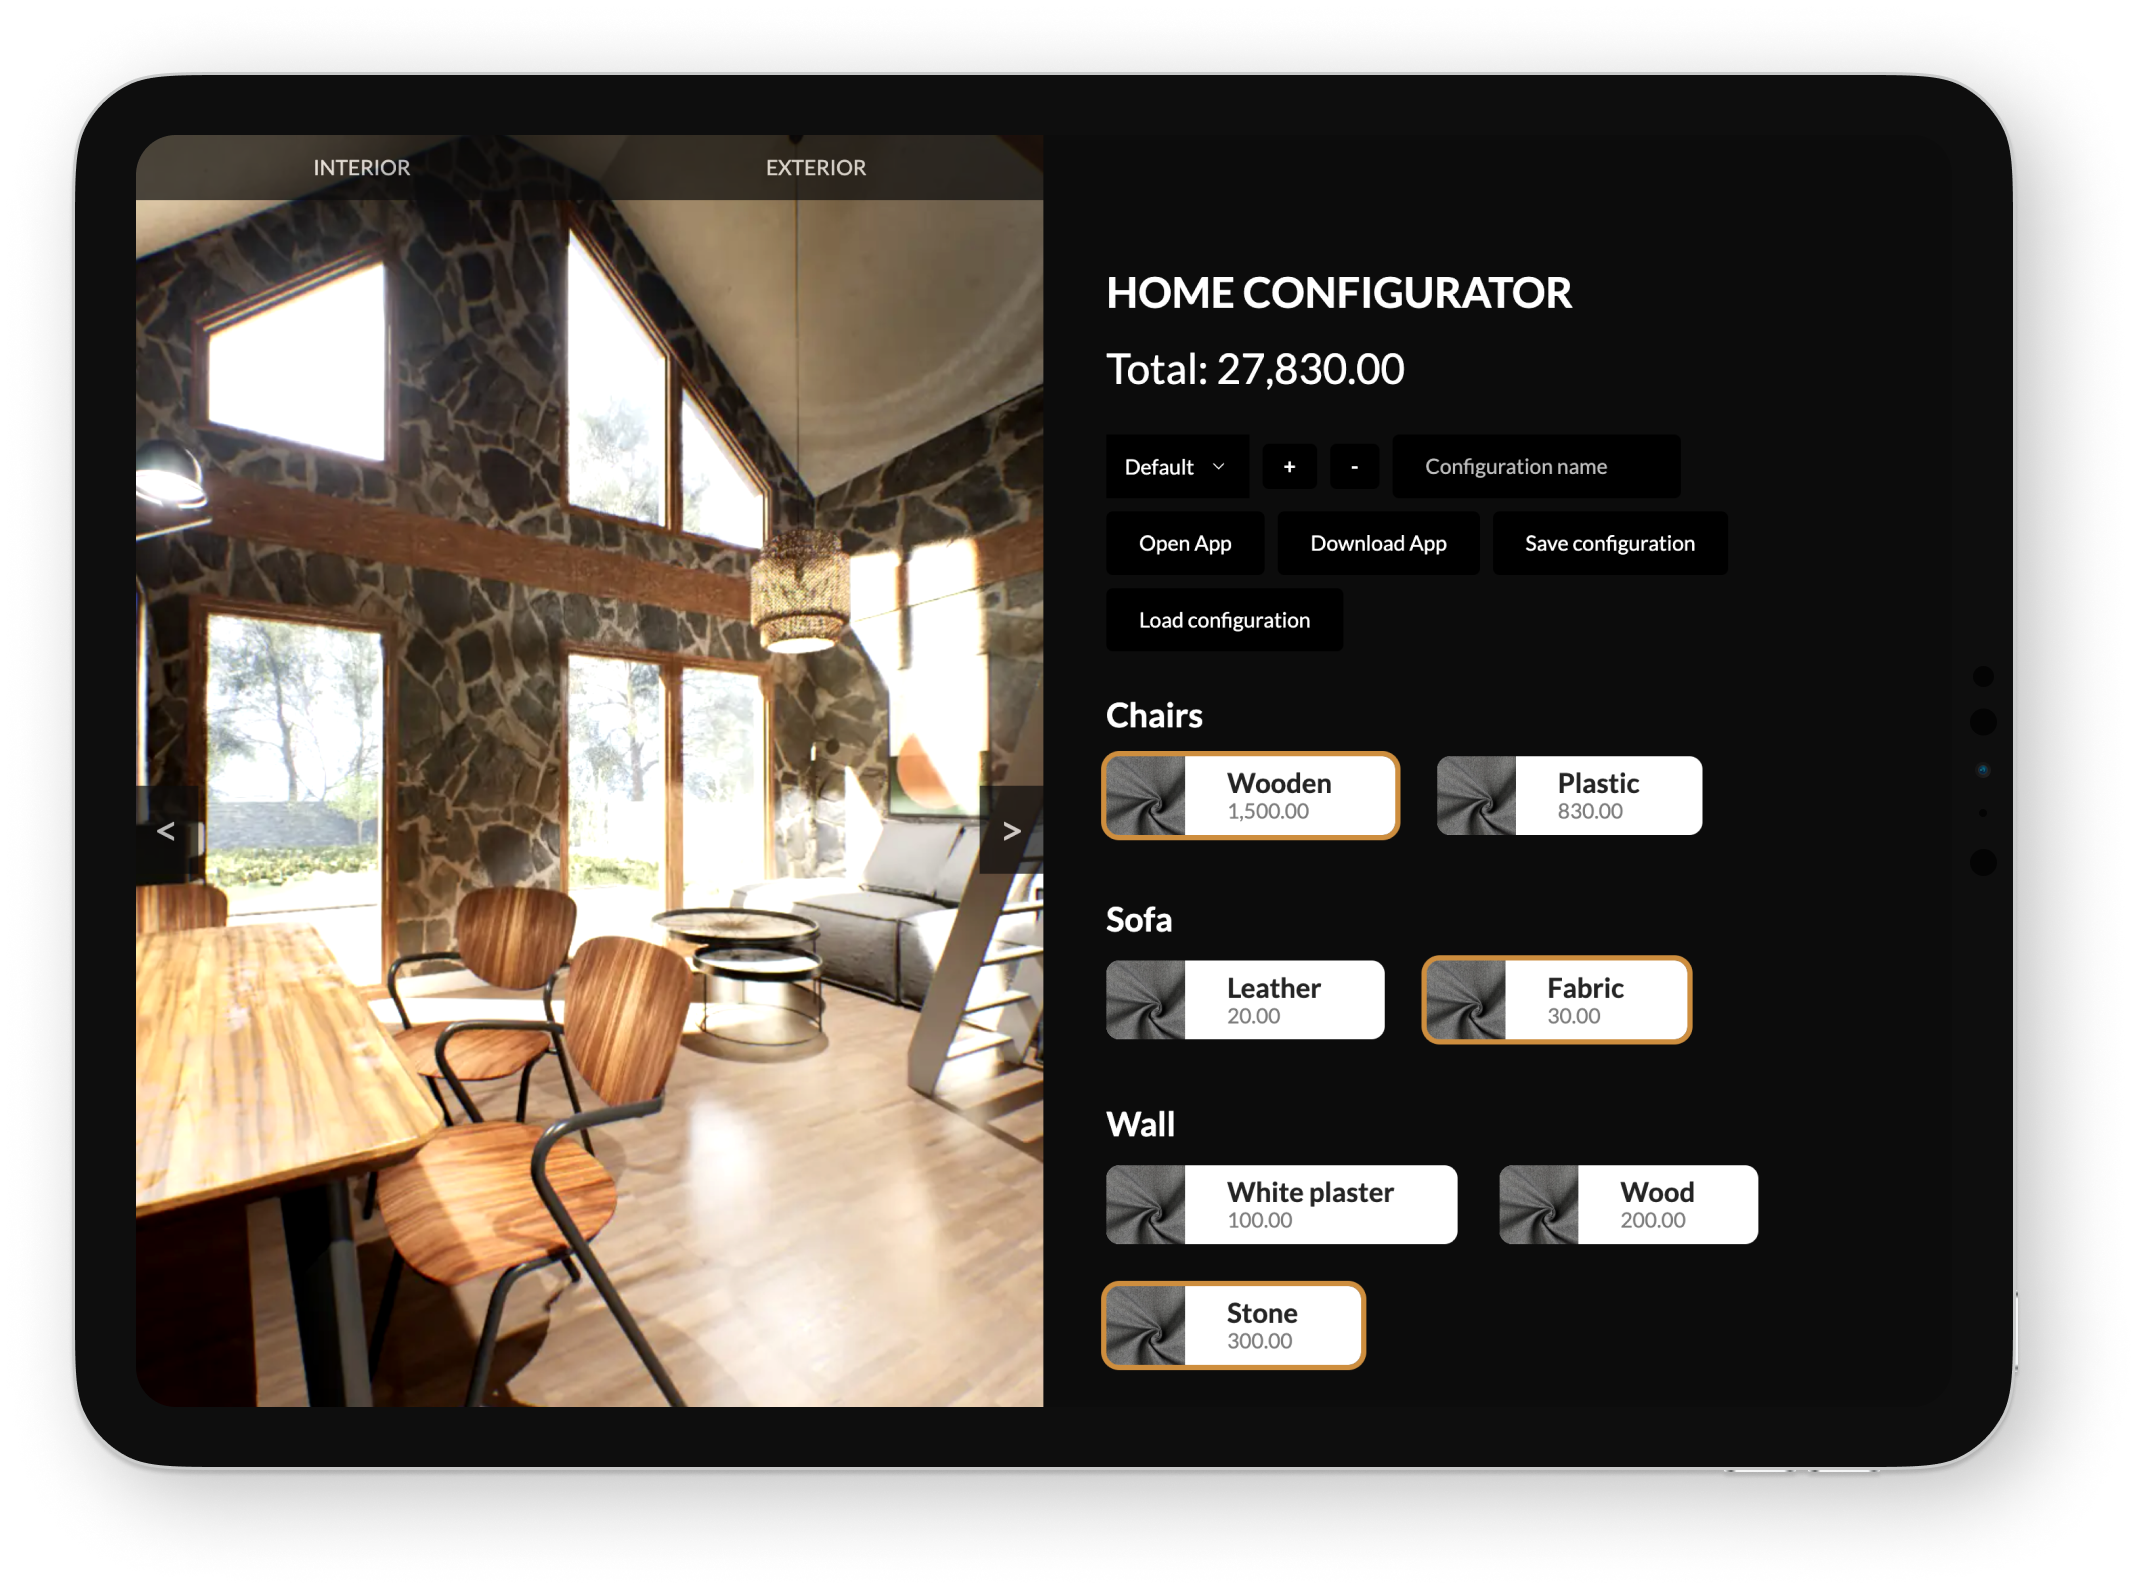 INTERIOR
EXTERIOR
HOME CONFIGURATOR
Total: 27,830.00
Default
+
-
Configuration name
Open App
Download App
Save configuration
Load configuration
<
>
Chairs
Wooden
1,500.00
Plastic
830.00
Sofa
Leather
20.00
Fabric
30.00
Wall
White plaster
100.00
Wood
200.00
Stone
300.00